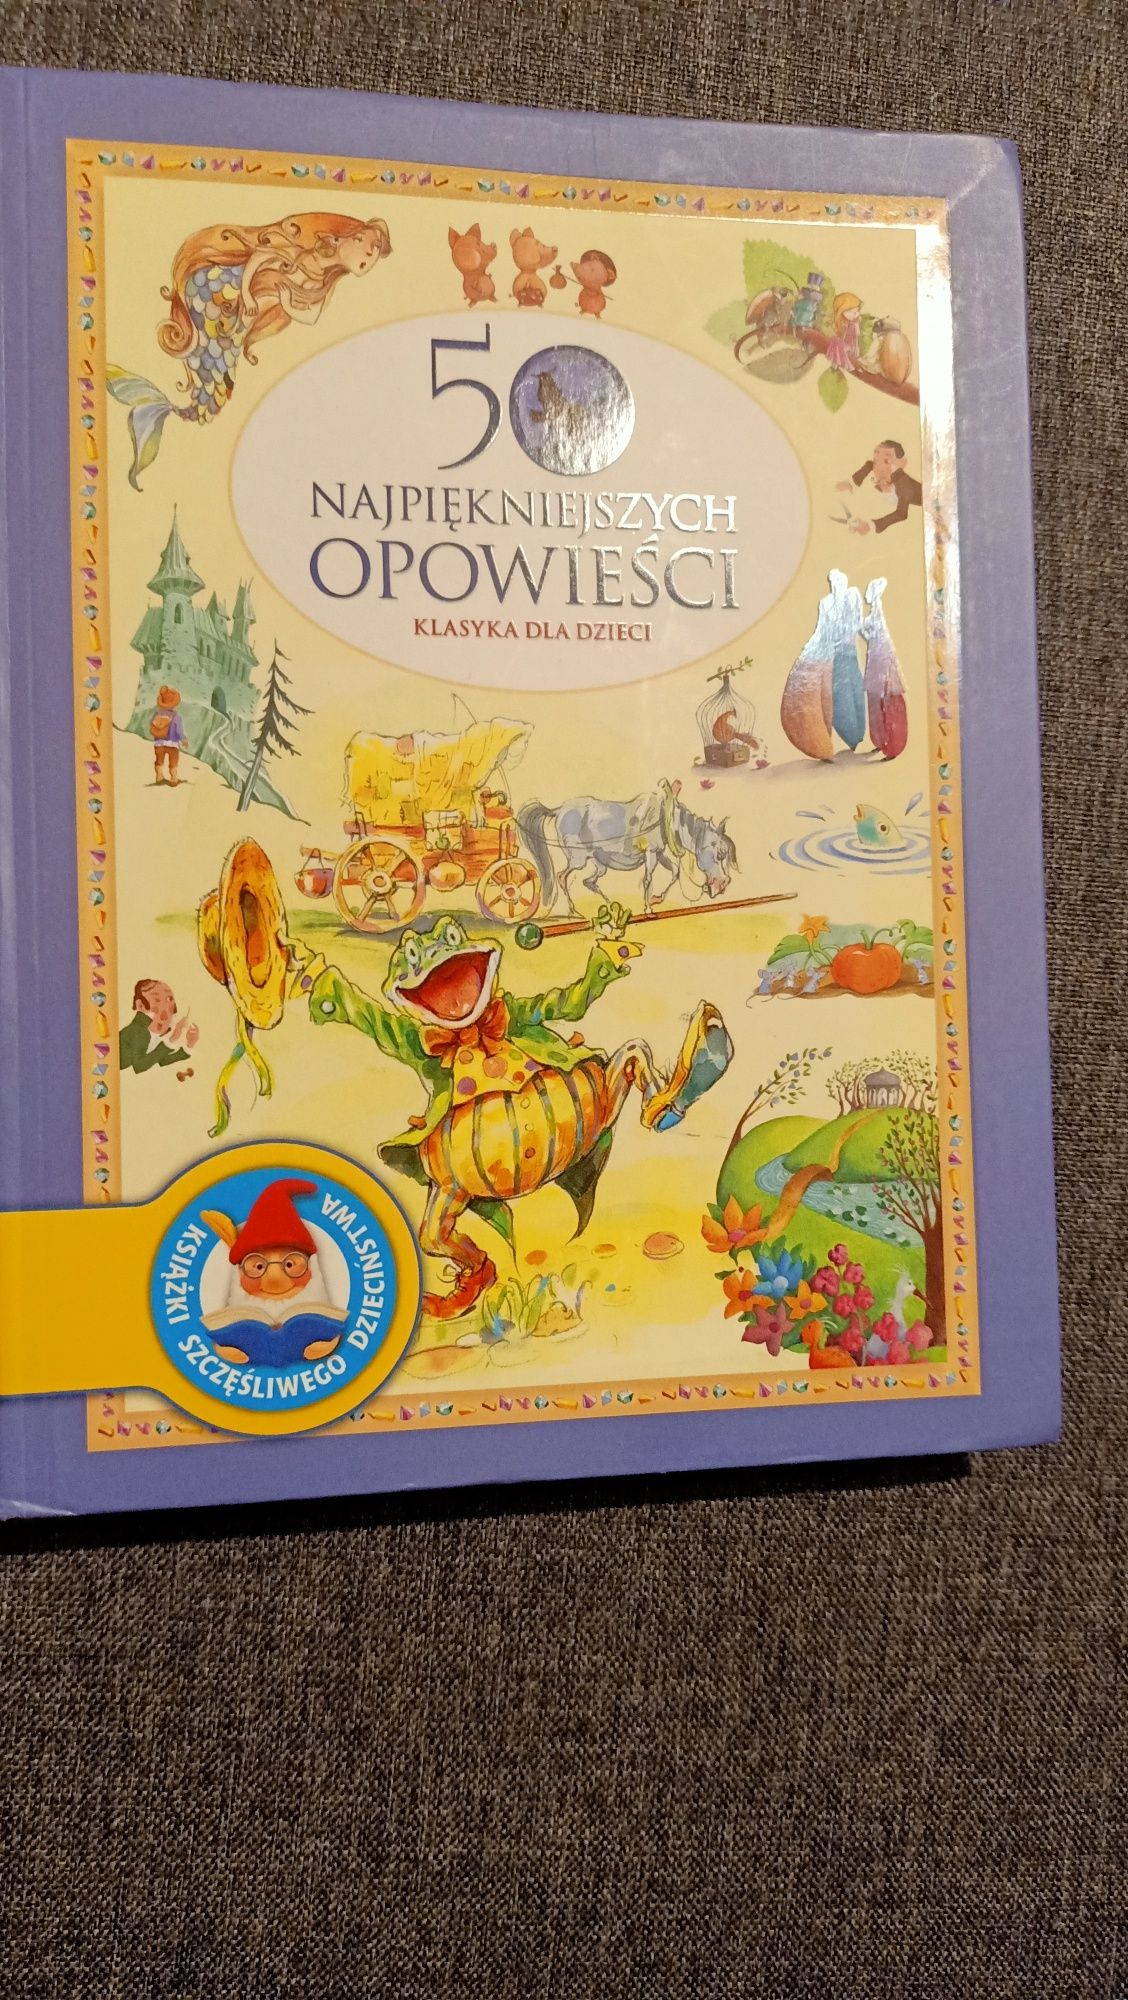 50
NAJPIĘKNIEJSZYCH
OPOWIEŚCI
KLASYKA DLA DZIECI
KSIĄŻKI SZCZĘŚLIWEGO DZIECIŃSTWA